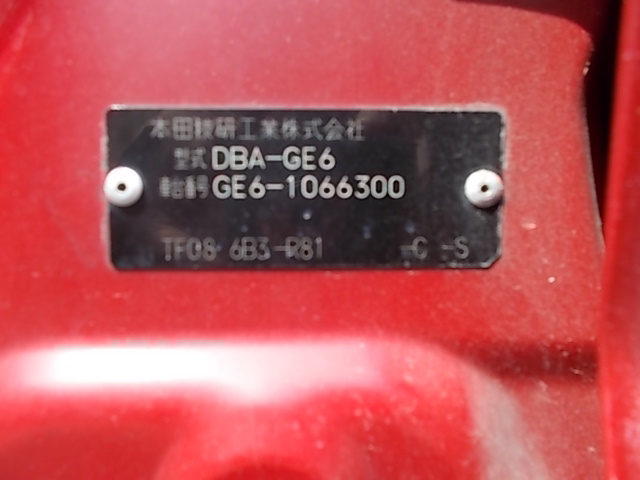 本田技研工業株式会社
型式 DBA-GE6
車台番号 GE6-1066300
TF08 6B3-R81 -C -S